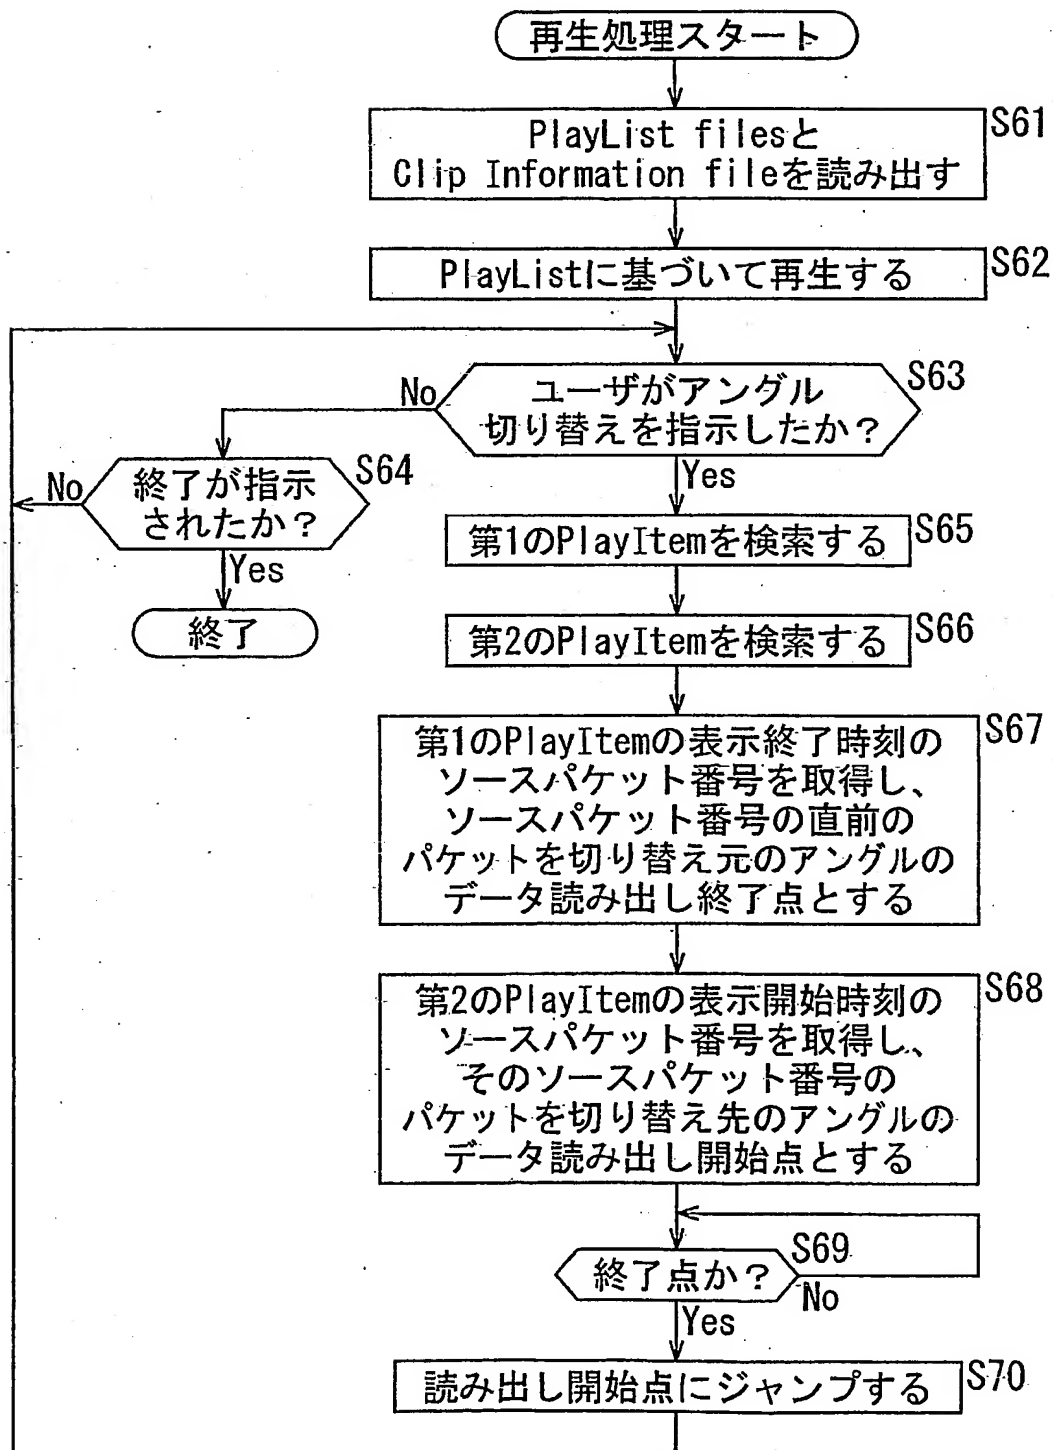 再生処理スタート
PlayList filesと
Clip Information fileを読み出す
S61
PlayListに基づいて再生する
S62
ユーザがアングル
切り替えを指示したか?
S63
No
Yes
終了が指示
されたか?
S64
No
Yes
終了
第1のPlayItemを検索する
S65
第2のPlayItemを検索する
S66
第1のPlayItemの表示終了時刻の
ソースパケット番号を取得し、
ソースパケット番号の直前の
パケットを切り替え元のアングルの
データ読み出し終了点とする
S67
第2のPlayItemの表示開始時刻の
ソースパケット番号を取得し、
そのソースパケット番号の
パケットを切り替え先のアングルの
データ読み出し開始点とする
S68
終了点か?
S69
No
Yes
読み出し開始点にジャンプする
S70